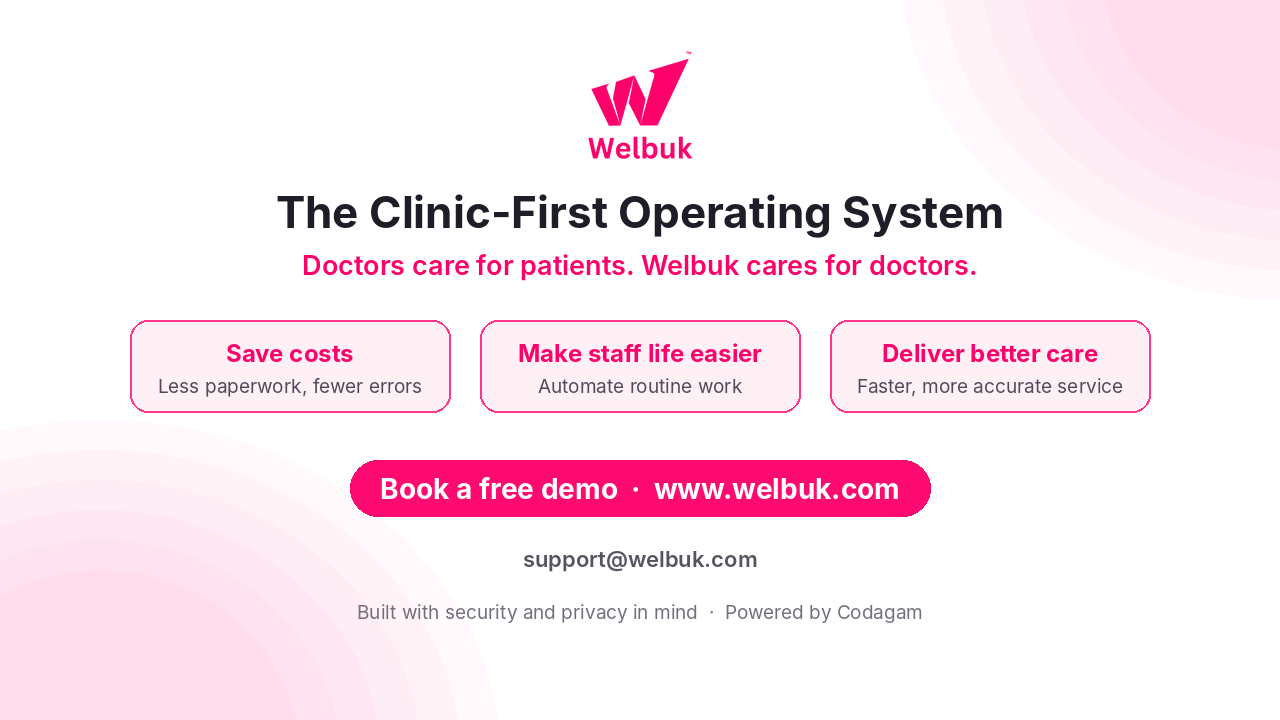 ™
Welbuk
The Clinic-First Operating System
Doctors care for patients. Welbuk cares for doctors.
Save costs
Less paperwork, fewer errors
Make staff life easier
Automate routine work
Deliver better care
Faster, more accurate service
Book a free demo · www.welbuk.com
support@welbuk.com
Built with security and privacy in mind · Powered by Codagam